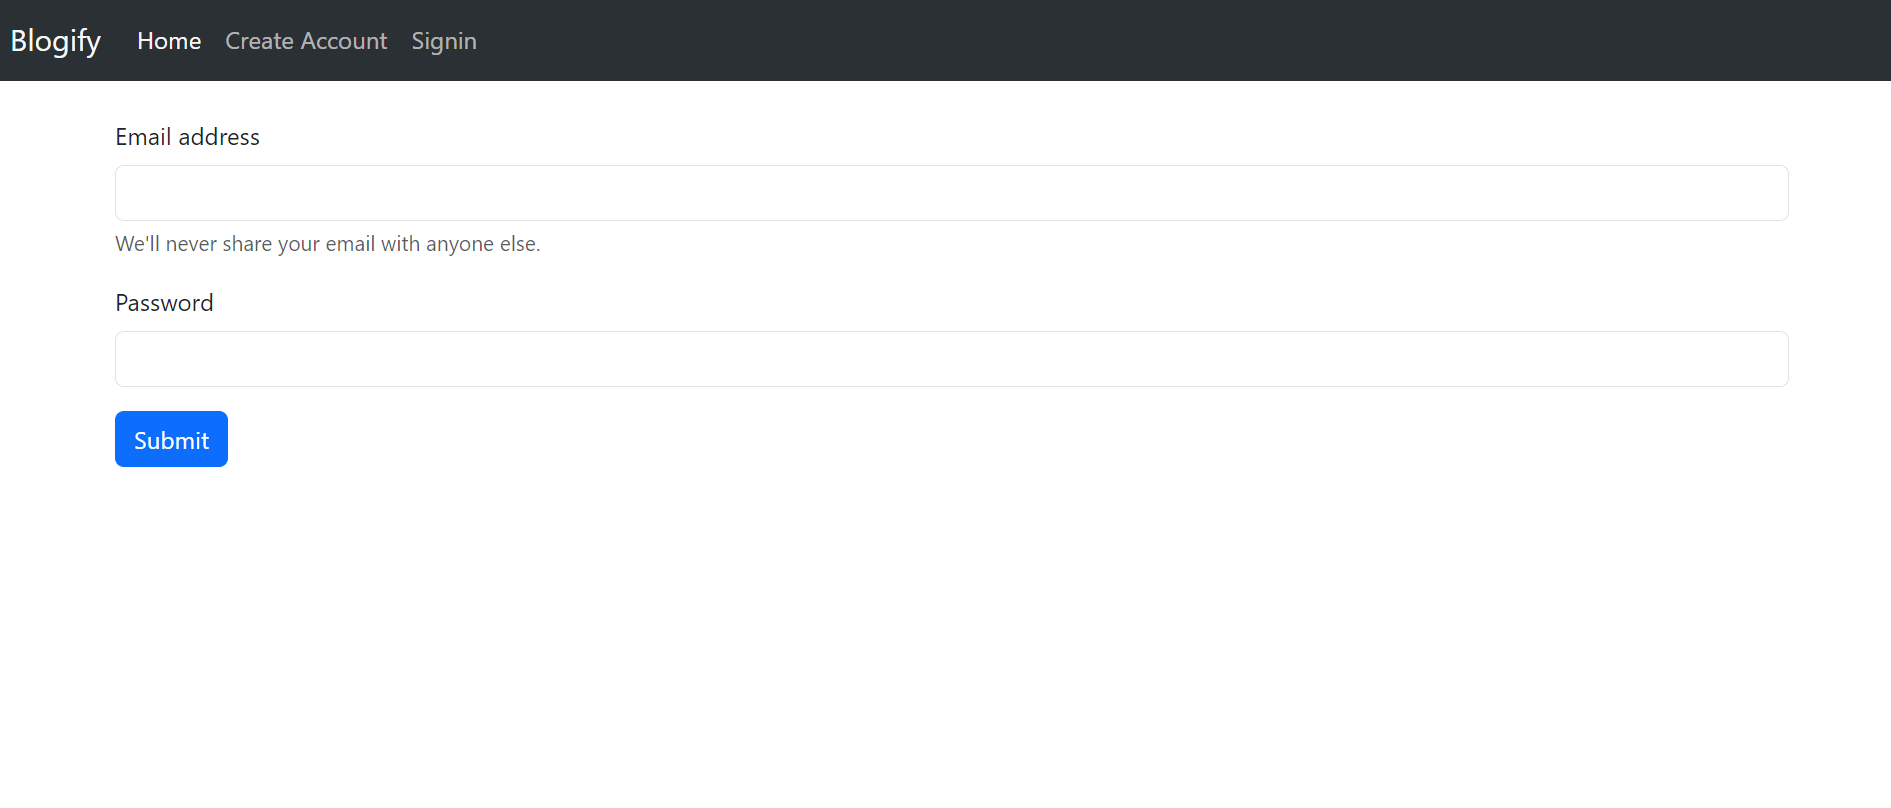 Blogify Home Create Account Signin
Email address
We'll never share your email with anyone else.
Password
Submit